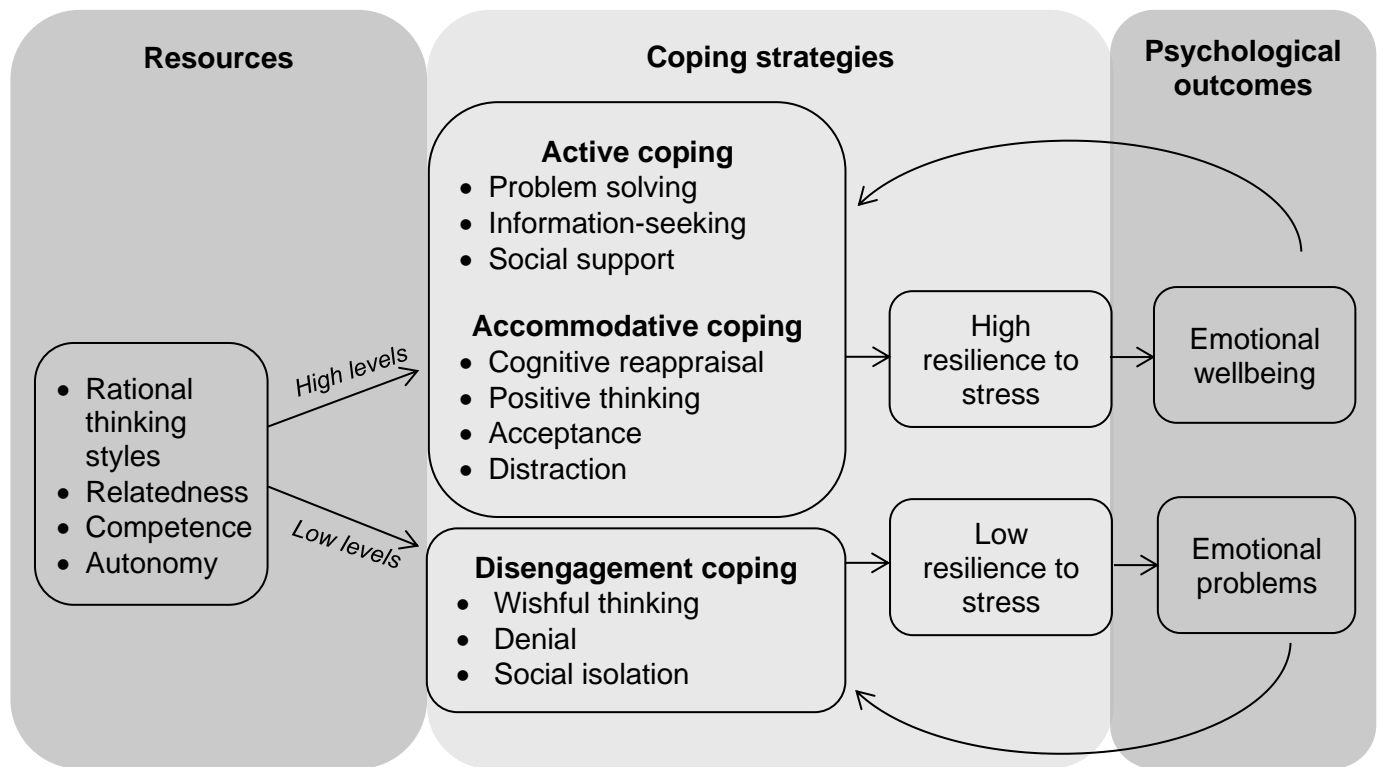 Resources
Coping strategies
Psychological
outcomes
• Rational
thinking
styles
• Relatedness
• Competence
• Autonomy
High levels
Low levels
Active coping
• Problem solving
• Information-seeking
• Social support
Accommodative coping
• Cognitive reappraisal
• Positive thinking
• Acceptance
• Distraction
Disengagement coping
• Wishful thinking
• Denial
• Social isolation
High
resilience to
stress
Low
resilience to
stress
Emotional
wellbeing
Emotional
problems